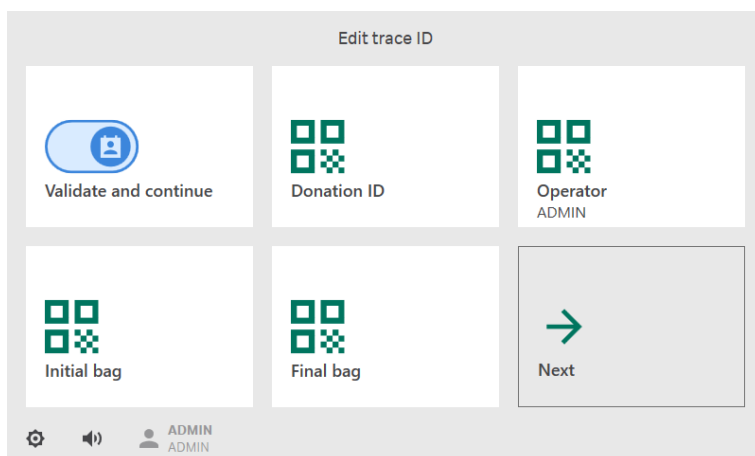 Edit trace ID
Validate and continue
Donation ID
Operator
ADMIN
Initial bag
Final bag
Next
ADMIN
ADMIN